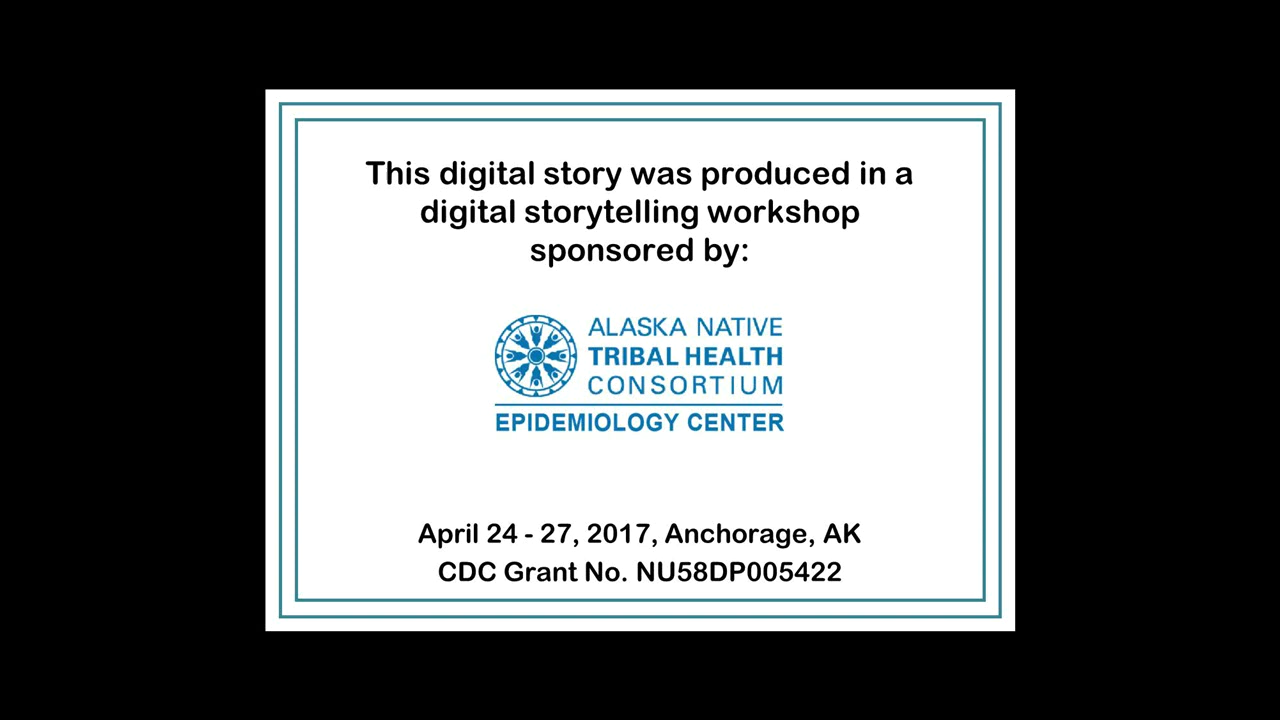 This digital story was produced in a
digital storytelling workshop
sponsored by:
ALASKA NATIVE
TRIBAL HEALTH
CONSORTIUM
EPIDEMIOLOGY CENTER
April 24 - 27, 2017, Anchorage, AK
CDC Grant No. NU58DP005422